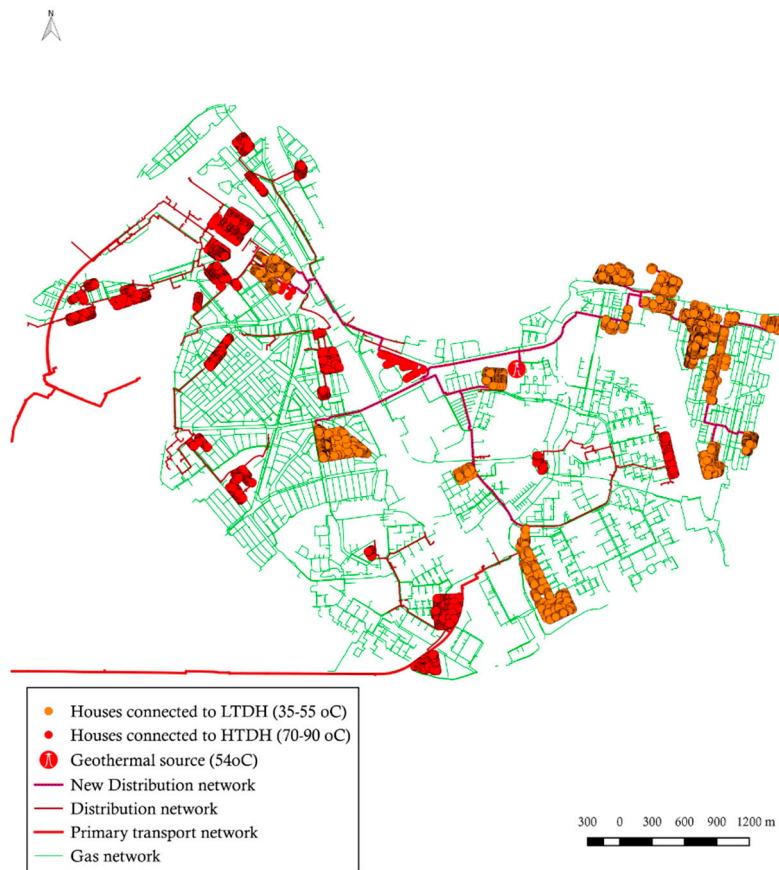 N
Houses connected to LTDH (35-55 oC)
Houses connected to HTDH (70-90 oC)
Geothermal source (54oC)
New Distribution network
Distribution network
Primary transport network
Gas network
300 0 300 600 900 1200 m